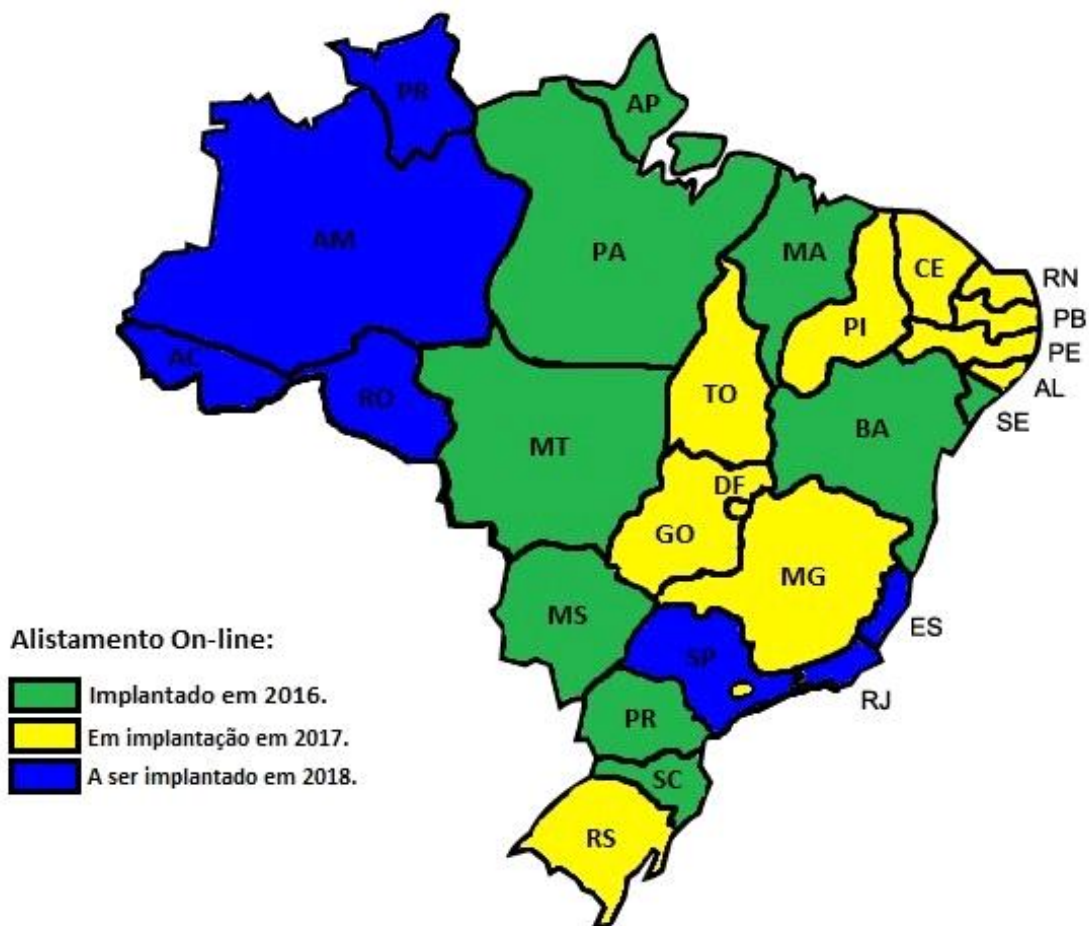 PR
AP
AM
PA
MA
CE
RN
PB
PI
PE
AC
RO
TO
AL
SE
MT
BA
DF
GO
MG
MS
ES
SP
RJ
PR
SC
RS
Alistamento On-line:
Implantado em 2016.
Em implantação em 2017.
A ser implantado em 2018.